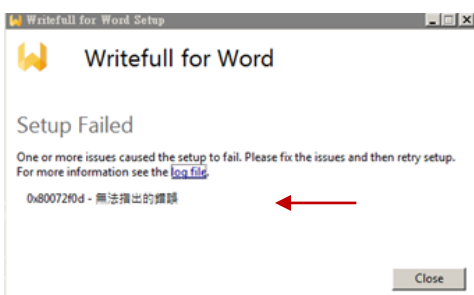 Writefull for Word Setup
Writefull for Word
Setup Failed
One or more issues caused the setup to fail. Please fix the issues and then retry setup.
For more information see the log file.
0x80072f0d - 無法指出的錯誤
Close